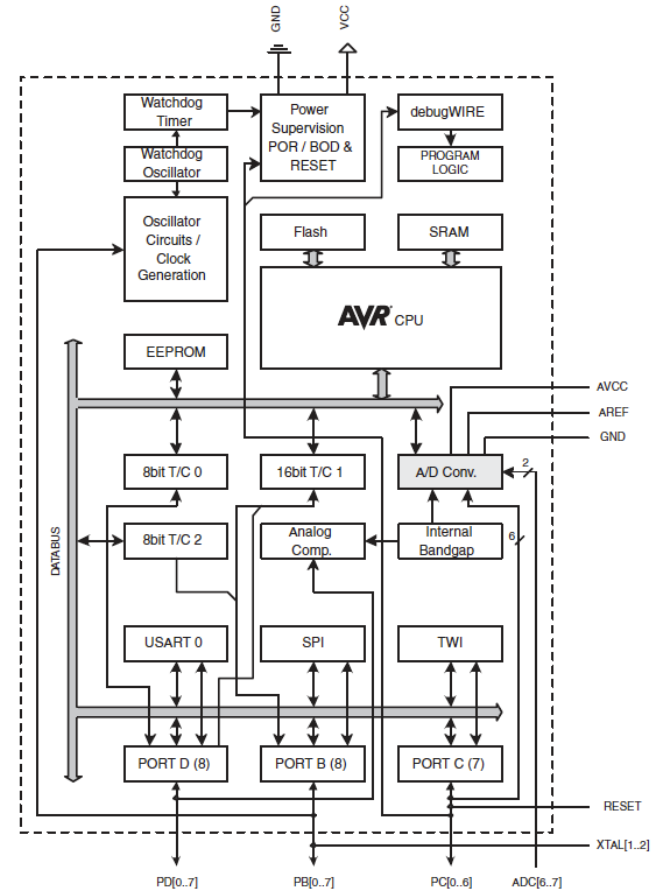 GND
VCC
Watchdog
Timer
Power
Supervision
POR / BOD &
RESET
debugWIRE
PROGRAM
LOGIC
Watchdog
Oscillator
Oscillator
Circuits /
Clock
Generation
Flash
SRAM
AVR® CPU
EEPROM
AVCC
AREF
GND
8bit T/C 0
16bit T/C 1
A/D Conv.
2
DATABUS
8bit T/C 2
Analog
Comp.
Internal
Bandgap
6
USART 0
SPI
TWI
PORT D (8)
PORT B (8)
PORT C (7)
RESET
XTAL[1..2]
PD[0..7]
PB[0..7]
PC[0..6]
ADC[6..7]